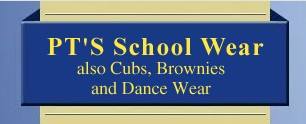 PT'S School Wear
also Cubs, Brownies
and Dance Wear